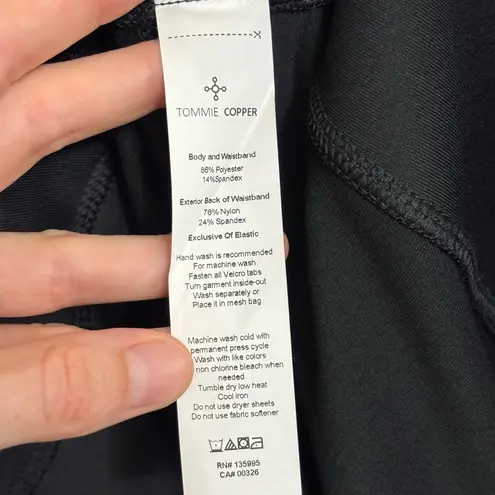 TOMMIE COPPER
Body and Waistband
86% Polyester
14%Spandex
Exterior Back of Waistband
76% Nylon
24% Spandex
Exclusive Of Elastic
Hand wash is recommended
For machine wash
Fasten all Velcro tabs
Turn garment inside-out
Wash separately or
Place it in mesh bag
Machine wash cold with
permanent press cycle
Wash with like colors
non chlorine bleach when
needed
Tumble dry low heat
Cool iron
Do not use dryer sheets
Do not use fabric softener
RN# 135995
CA# 00326